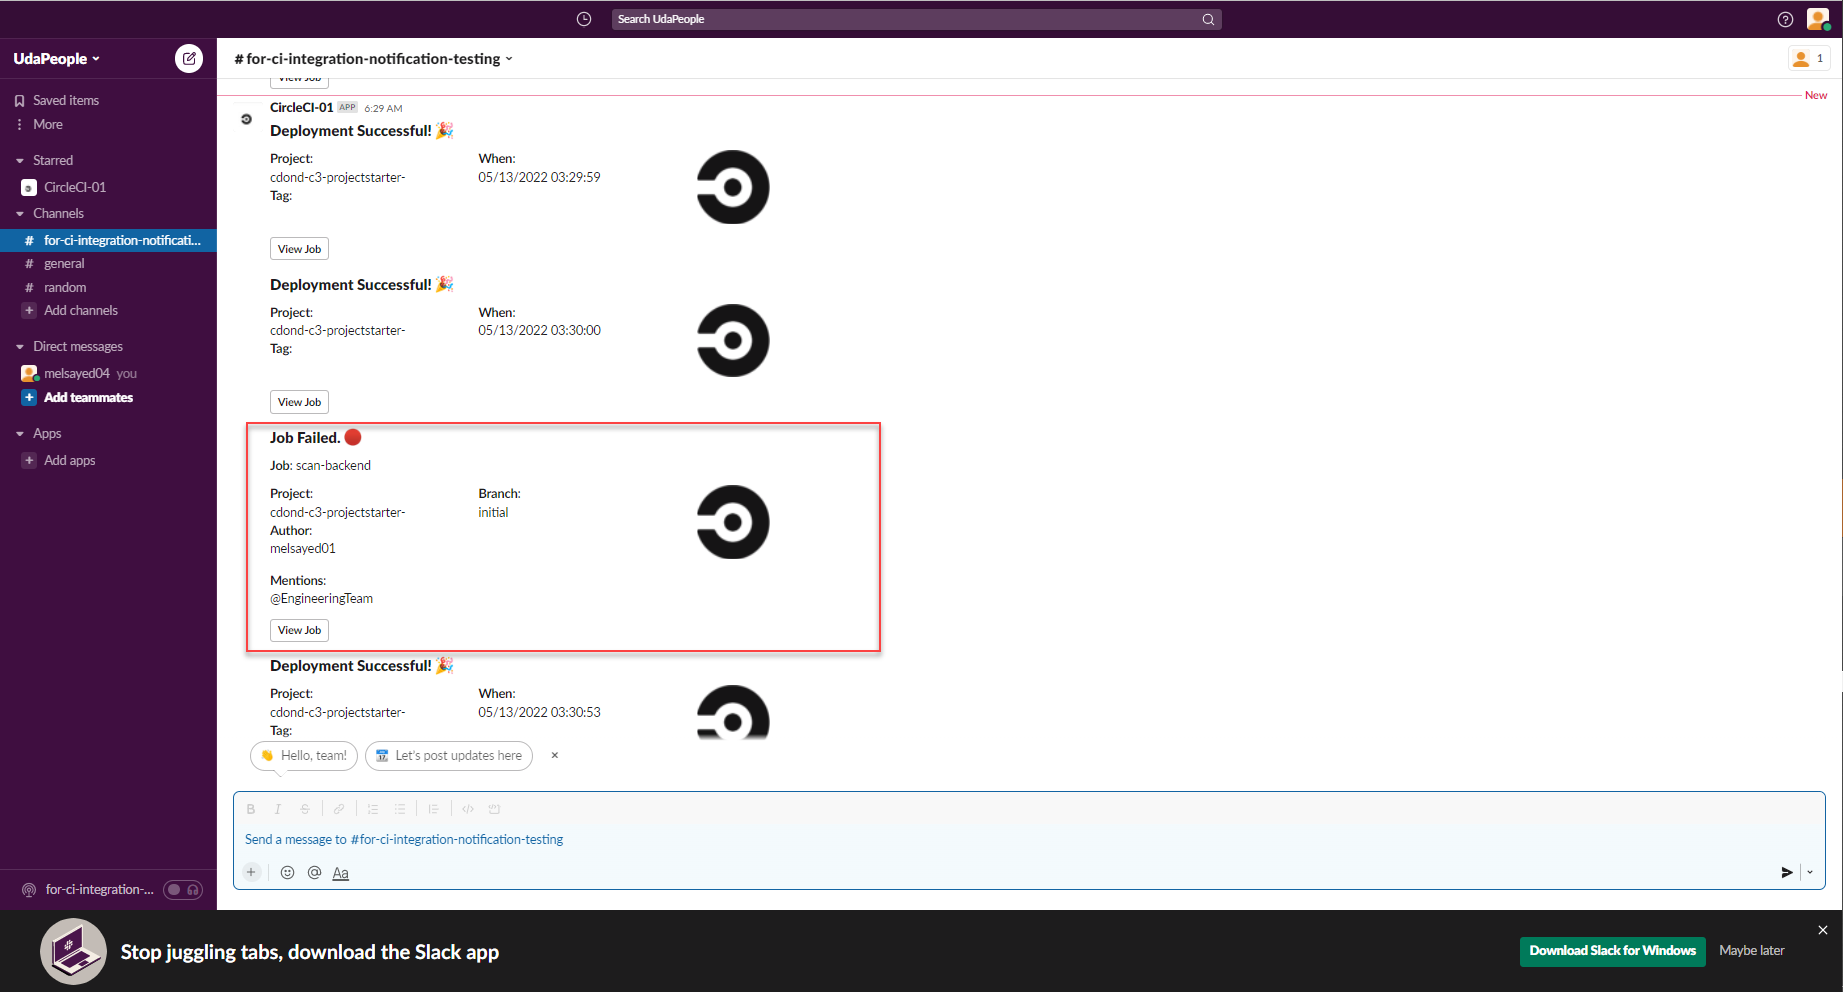 Search UdaPeople
UdaPeople
# for-ci-integration-notification-testing
1
Saved items
More
Starred
CircleCI-01
Channels
# for-ci-integration-notificati...
# general
# random
+ Add channels
Direct messages
melsayed04 you
+ Add teammates
Apps
+ Add apps
for-ci-integration-...
View Job
New
CircleCI-01 APP 6:29 AM
Deployment Successful! 🎉
Project: When:
cdond-c3-projectstarter- 05/13/2022 03:29:59
Tag:
View Job
Deployment Successful! 🎉
Project: When:
cdond-c3-projectstarter- 05/13/2022 03:30:00
Tag:
View Job
Job Failed. 🔴
Job: scan-backend
Project: Branch:
cdond-c3-projectstarter- initial
Author:
melsayed01
Mentions:
@EngineeringTeam
View Job
Deployment Successful! 🎉
Project: When:
cdond-c3-projectstarter- 05/13/2022 03:30:53
Tag:
👋 Hello, team! 📅 Let's post updates here ×
B I S
Send a message to #for-ci-integration-notification-testing
+ @ Aa
Stop juggling tabs, download the Slack app
Download Slack for Windows Maybe later